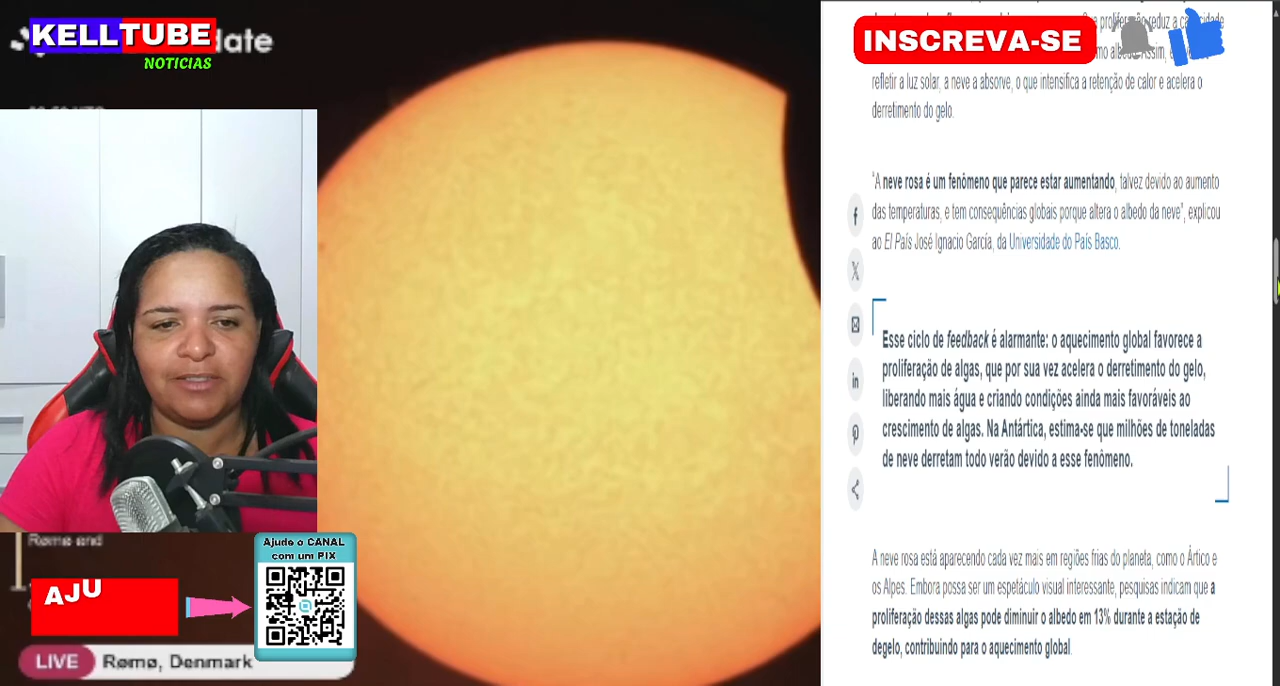 KELLTUBE
NOTICIAS
date
Rømø and
AJU
Ajude o CANAL
com um PIX
LIVE
Rømø, Denmark
INSCREVA-SE
refletir a luz solar, a neve a absorve, o que intensifica a retenção de calor e acelera o
derretimento do gelo.
"A neve rosa é um fenômeno que parece estar aumentando, talvez devido ao aumento
das temperaturas, e tem consequências globais porque altera o albedo da neve", explicou
ao El País José Ignacio García, da Universidade do País Basco.
Esse ciclo de feedback é alarmante: o aquecimento global favorece a
proliferação de algas, que por sua vez acelera o derretimento do gelo,
liberando mais água e criando condições ainda mais favoráveis ao
crescimento de algas. Na Antártica, estima-se que milhões de toneladas
de neve derretam todo verão devido a esse fenômeno.
A neve rosa está aparecendo cada vez mais em regiões frias do planeta, como o Ártico e
os Alpes. Embora possa ser um espetáculo visual interessante, pesquisas indicam que a
proliferação dessas algas pode diminuir o albedo em 13% durante a estação de
degelo, contribuindo para o aquecimento global.